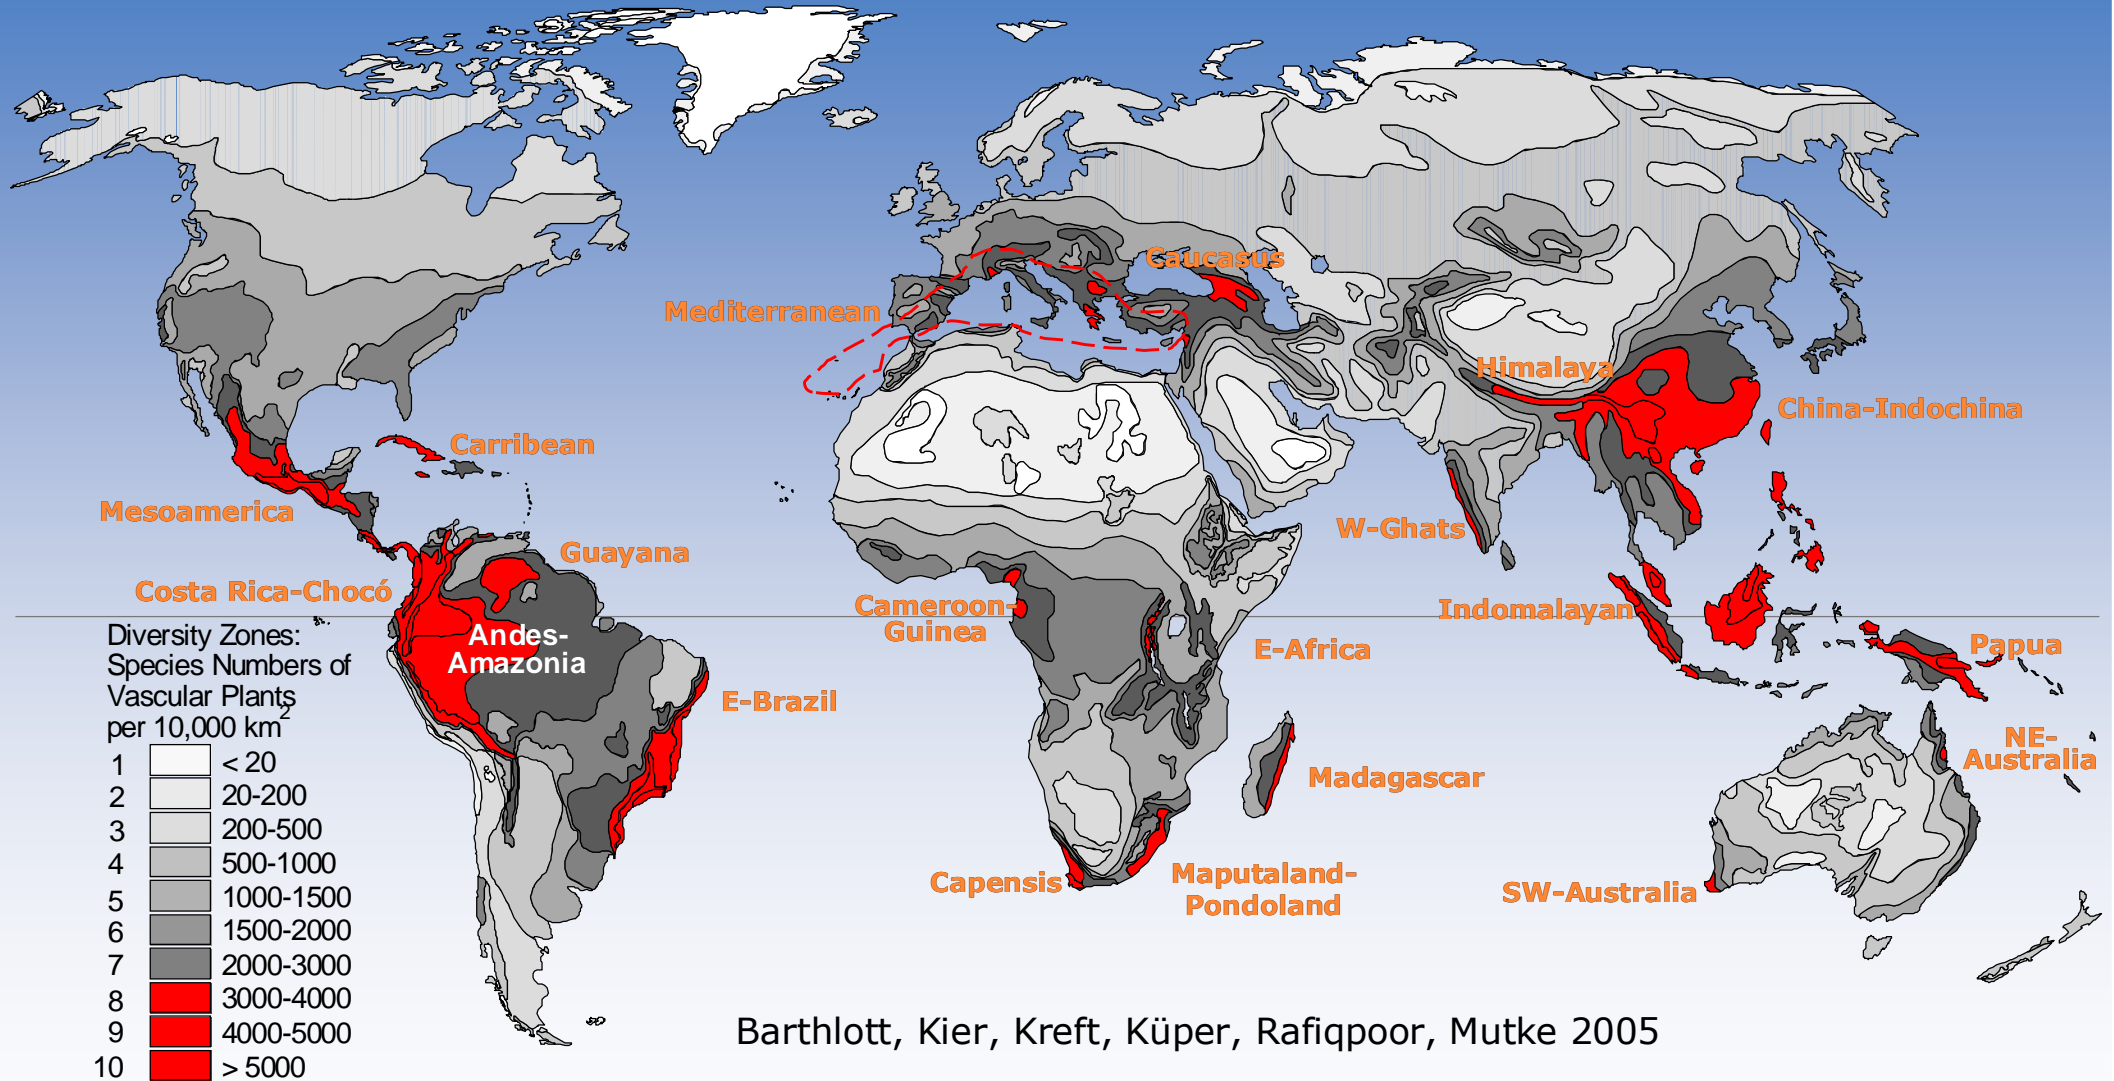 Caucasus
Mediterranean
Himalaya
China-Indochina
Carribean
Mesoamerica
W-Ghats
Guayana
Costa Rica-Chocó
Cameroon-
Guinea
Indomalayan
Andes-
Amazonia
E-Africa
Papua
E-Brazil
NE-
Australia
Madagascar
Capensis
Maputaland-
Pondoland
SW-Australia
Diversity Zones:
Species Numbers of
Vascular Plants
per 10,000 km²
1 < 20
2 20-200
3 200-500
4 500-1000
5 1000-1500
6 1500-2000
7 2000-3000
8 3000-4000
9 4000-5000
10 > 5000
Barthlott, Kier, Kreft, Küper, Rafiqpoor, Mutke 2005